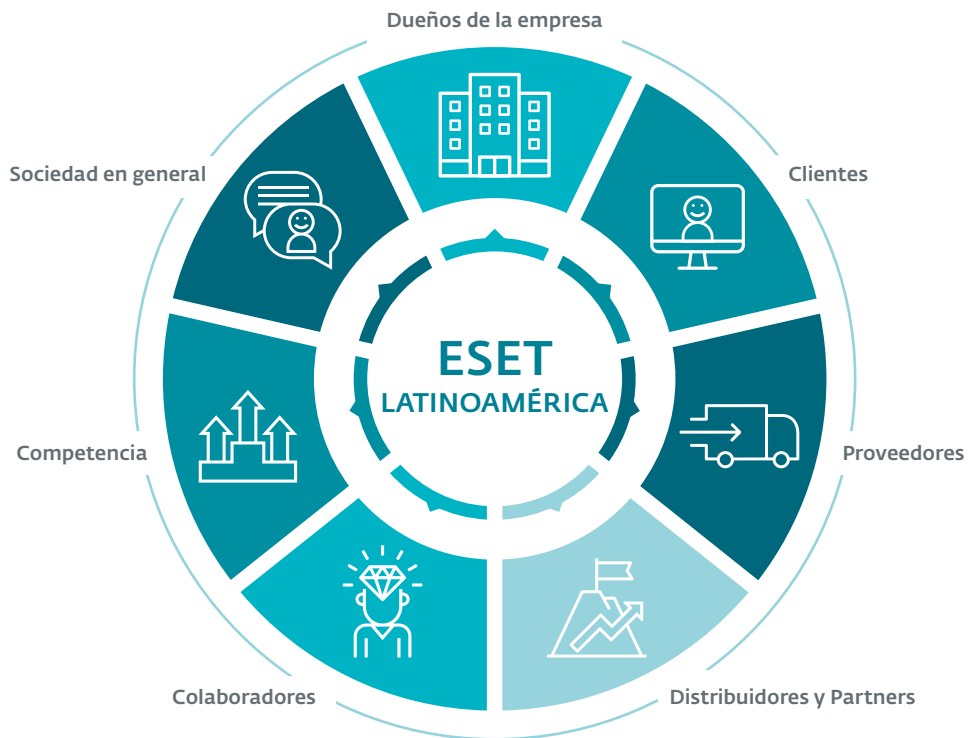 Dueños de la empresa
Sociedad en general
Clientes
ESET
LATINOAMÉRICA
Competencia
Proveedores
Colaboradores
Distribuidores y Partners